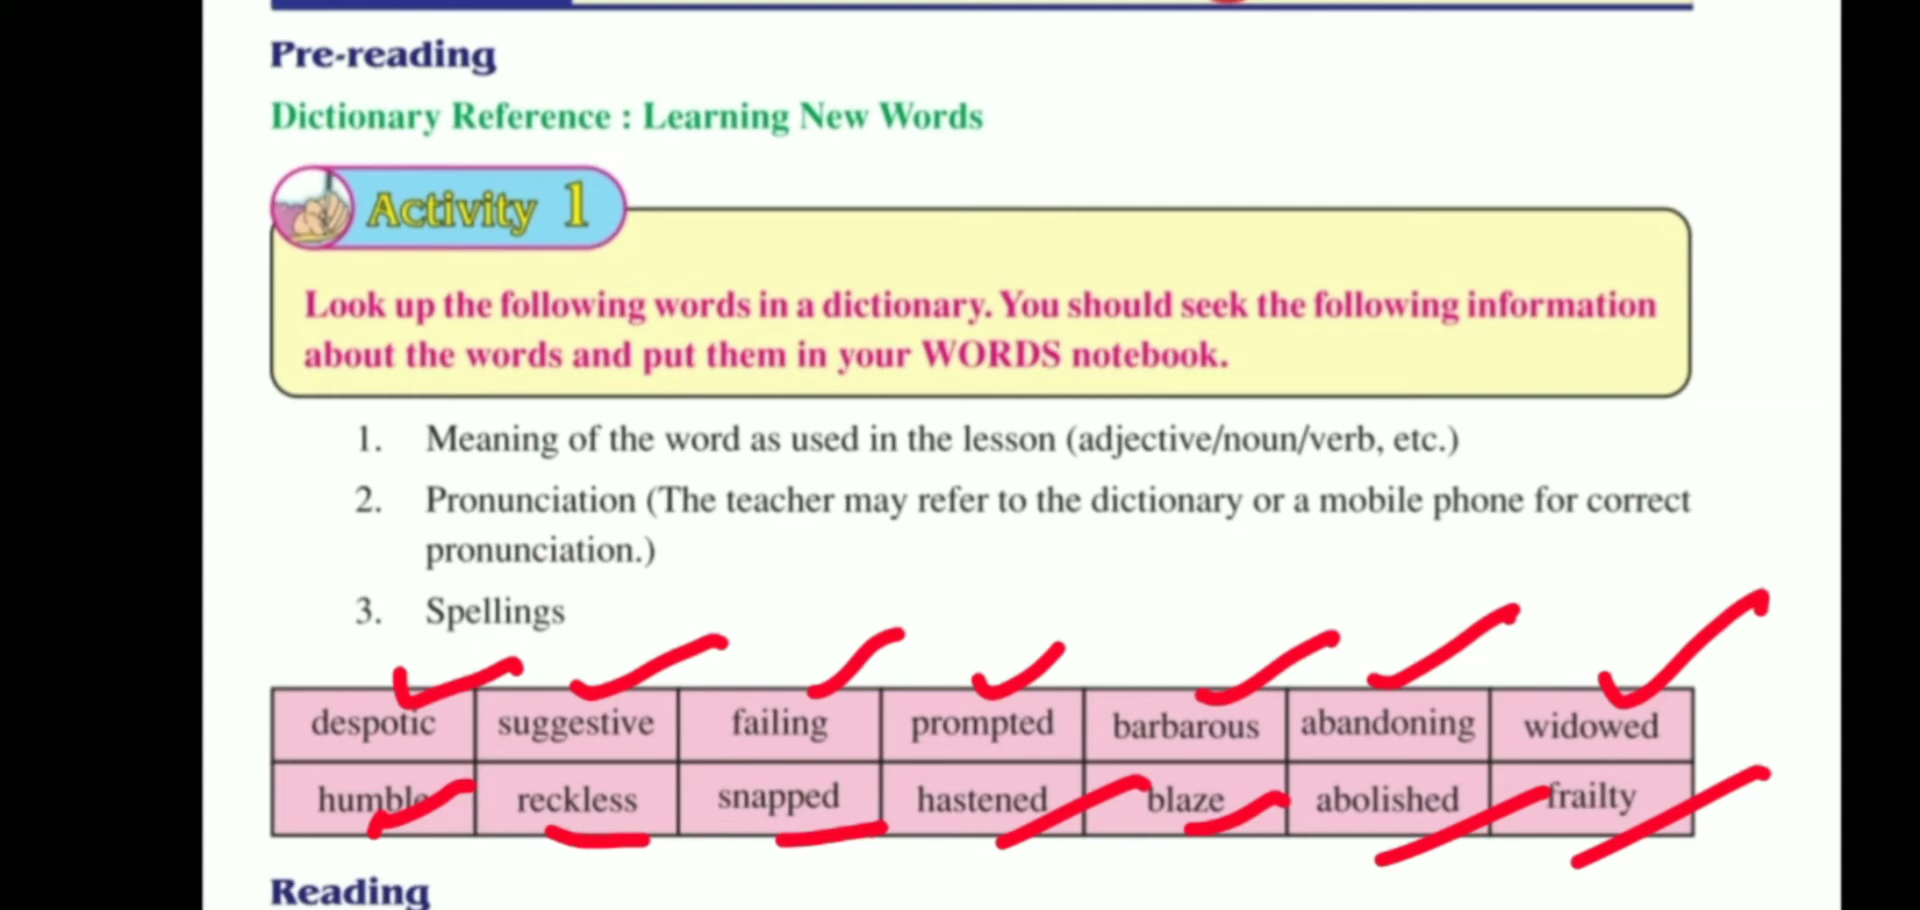 Pre-reading
Dictionary Reference : Learning New Words
Activity 1
Look up the following words in a dictionary. You should seek the following information
about the words and put them in your WORDS notebook.
1. Meaning of the word as used in the lesson (adjective/noun/verb, etc.)
2. Pronunciation (The teacher may refer to the dictionary or a mobile phone for correct
pronunciation.)
3. Spellings
despotic suggestive failing prompted barbarous abandoning widowed
humble reckless snapped hastened blaze abolished frailty
Reading